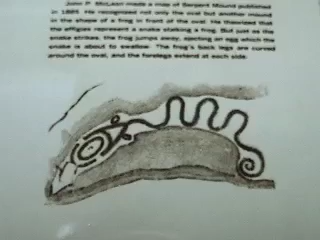 John P. McLean made a map of Serpent Mound published
in 1885. He recognized not only the oval but another mound
in the shape of a frog in front of the oval. He theorized that
the effigies represent a snake stalking a frog. But just as the
snake strikes, the frog jumps away, ejecting an egg which the
snake is about to swallow. The frog's back legs are curved
around the oval, and the forelegs extend at each side.